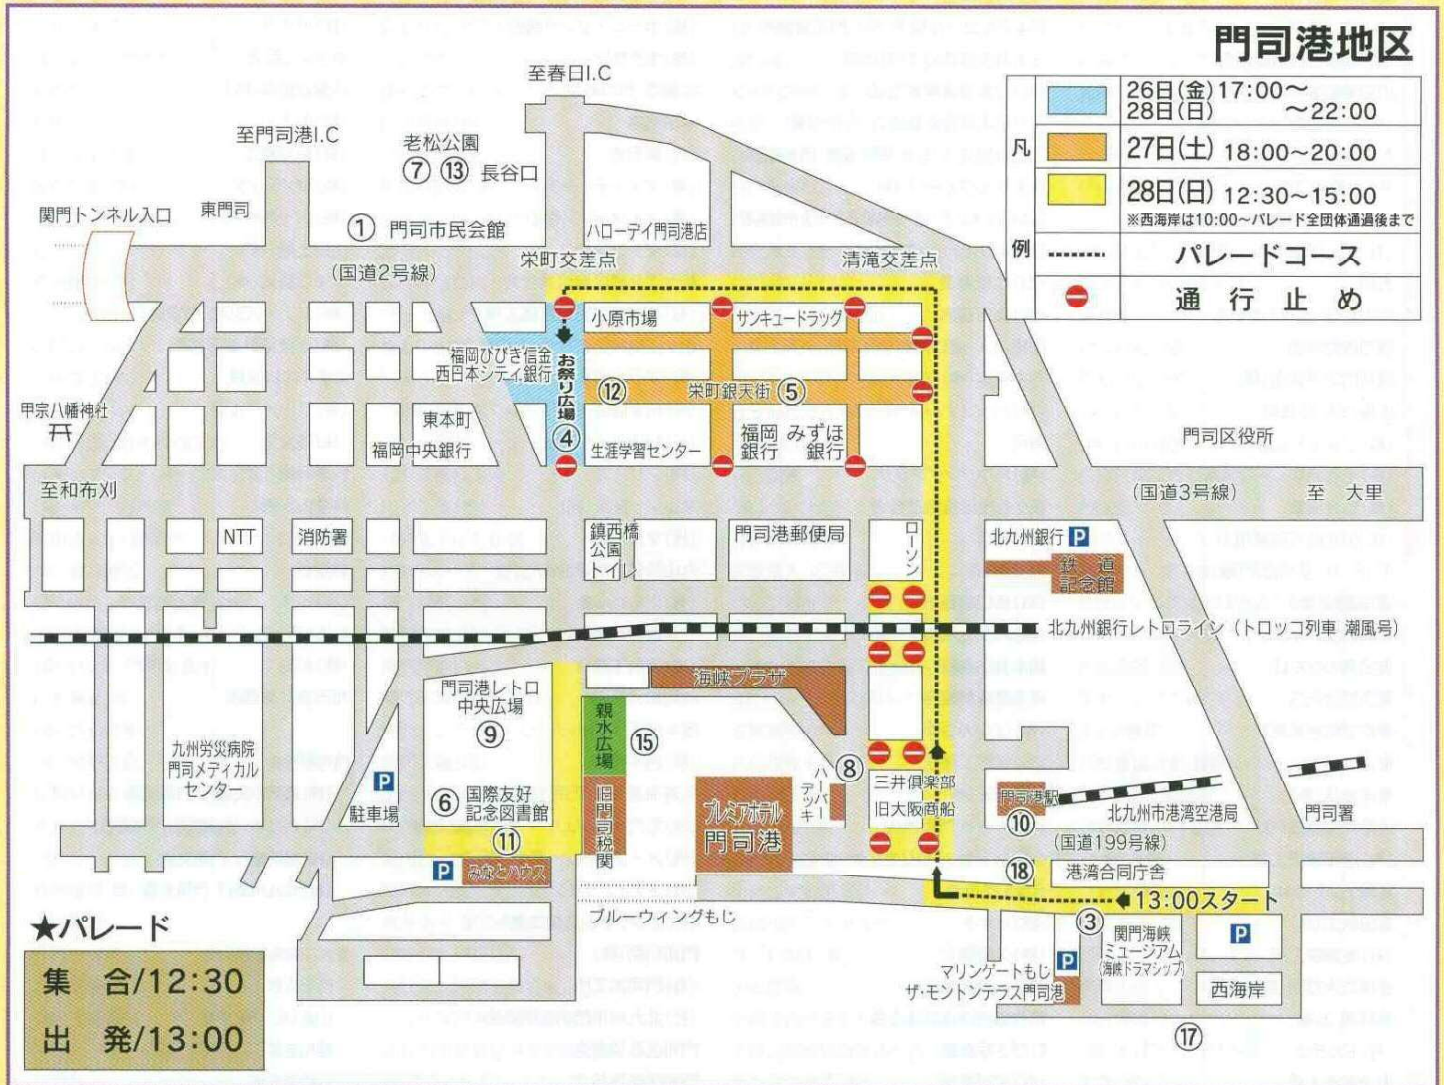 門司港地区
26日(金)17:00～
28日(日)　　～22:00
27日(土) 18:00～20:00
28日(日) 12:30～15:00
※西海岸は10:00～パレード全団体通過後まで
凡
例
パレードコース
通行止め
至春日I.C
至門司港I.C
老松公園
⑦ ⑬ 長谷口
関門トンネル入口
東門司
① 門司市民会館
ハローデイ門司港店
(国道2号線)
栄町交差点
清滝交差点
小原市場
サンキュードラッグ
福岡ひびき信金
西日本シティ銀行
お祭り広場
④
⑫
栄町銀天街 ⑤
甲宗八幡神社
東本町
福岡中央銀行
生涯学習センター
福岡
銀行
みずほ
銀行
門司区役所
至和布刈
(国道3号線)
至 大里
NTT
消防署
鎮西橋
公園
トイレ
門司港郵便局
ローソン
北九州銀行 P
鉄道
記念館
北九州銀行レトロライン(トロッコ列車 潮風号)
海峡プラザ
門司港レトロ
中央広場
⑨
親水広場
⑮
九州労災病院
門司メディカル
センター
P
駐車場
⑥ 国際友好
記念図書館
⑪
P
みなとハウス
旧門司税関
プレミアホテル
門司港
⑧
ハーバーデッキ
三井倶楽部
旧大阪商船
門司港駅
⑩
北九州市港湾空港局
門司署
(国道199号線)
⑱
港湾合同庁舎
13:00スタート
ブルーウィングもじ
③
関門海峡
ミュージアム
(海峡ドラマシップ)
P
P
マリンゲートもじ
ザ・モントンテラス門司港
西海岸
⑰
★パレード
集　合/12:30
出　発/13:00